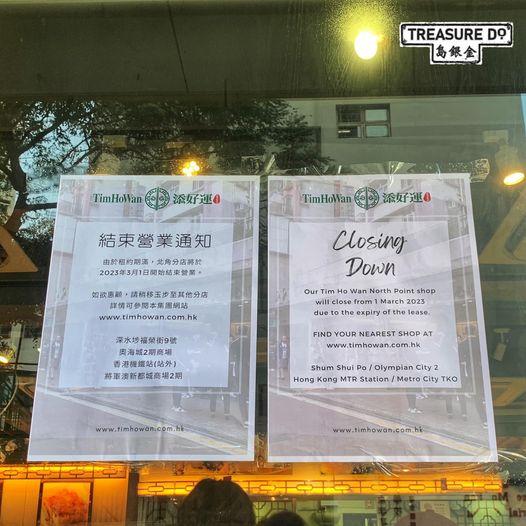 TREASURE DO
島銀金
TimHoWan 添好運
結束營業通知
由於租約期滿，北角分店將於
2023年3月1日開始結束營業。
如欲惠顧，請稍移玉步至其他分店
詳情可參閱本集團網站
www.timhowan.com.hk
深水埗福榮街9號
奧海城2期商場
香港機鐵站(站外)
將軍澳新都城商場2期
www.timhowan.com.hk
TimHoWan 添好運
Closing
Down
Our Tim Ho Wan North Point shop
will close from 1 March 2023
due to the expiry of the lease.
FIND YOUR NEAREST SHOP AT
www.timhowan.com.hk
Shum Shui Po / Olympian City 2
Hong Kong MTR Station / Metro City TKO
www.timhowan.com.hk